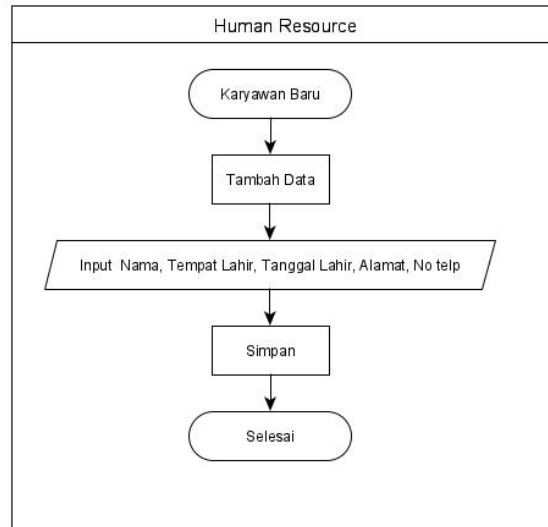 Human Resource
Karyawan Baru
Tambah Data
Input Nama, Tempat Lahir, Tanggal Lahir, Alamat, No telp
Simpan
Selesai